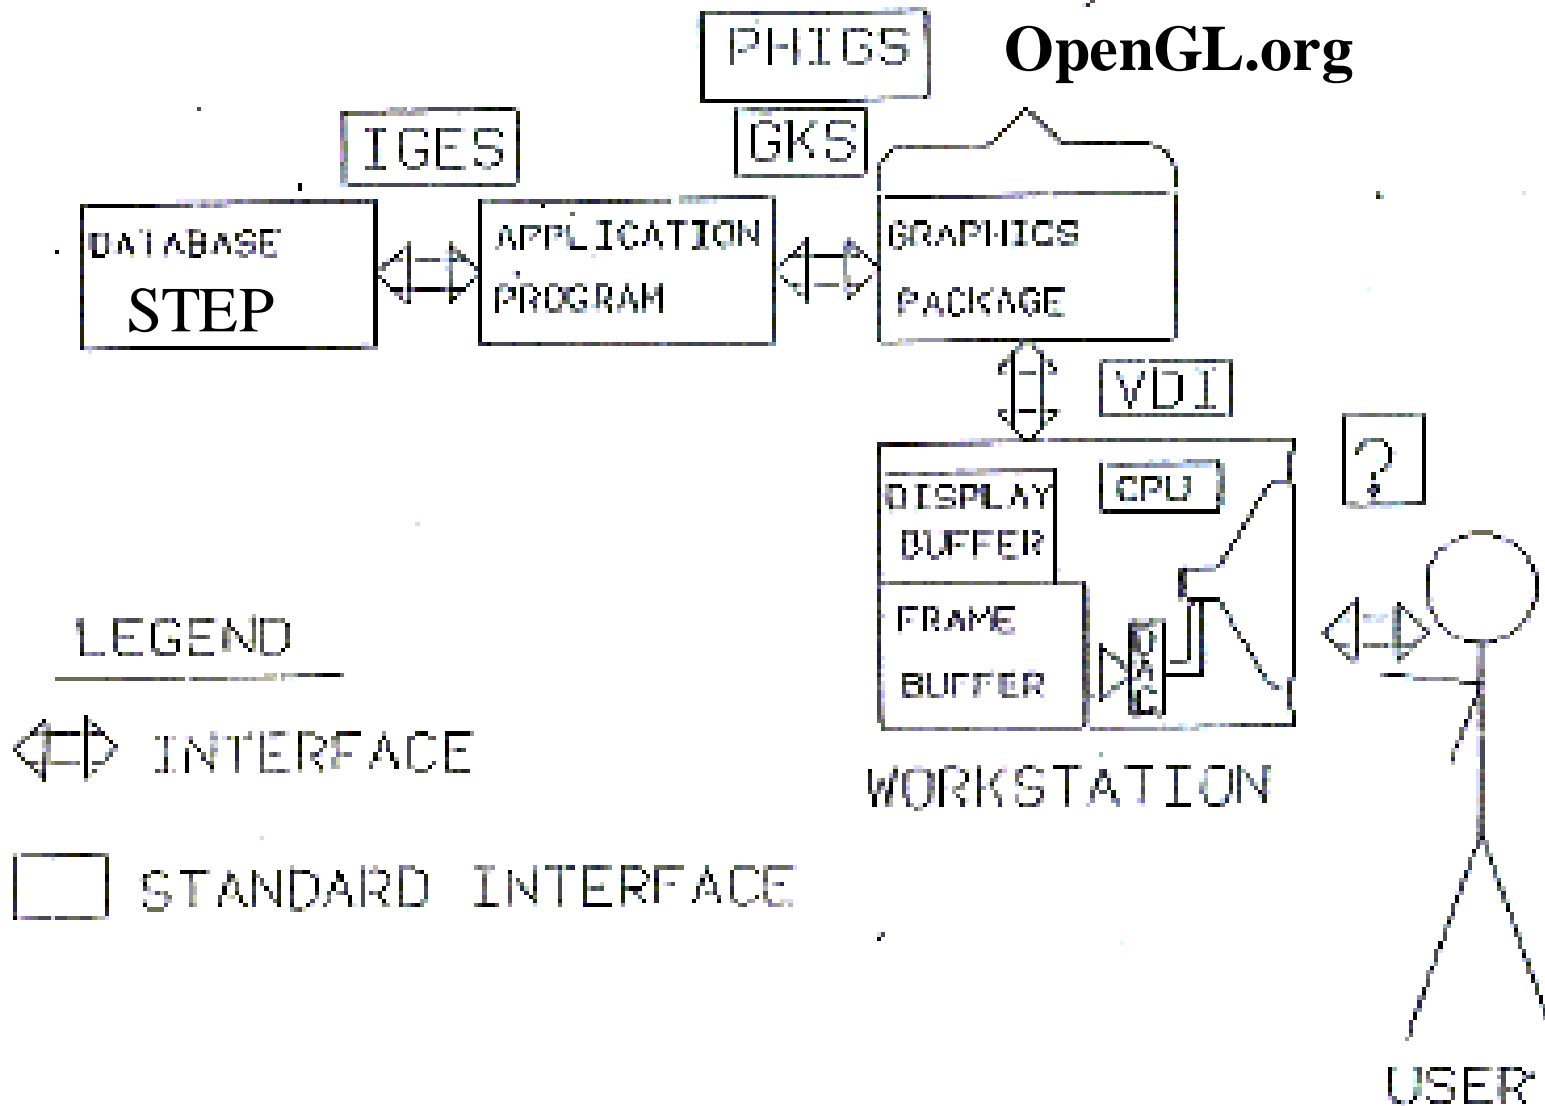 PHIGS
OpenGL.org
IGES
GKS
DATABASE
STEP
APPLICATION
PROGRAM
GRAPHICS
PACKAGE
VDI
?
DISPLAY
BUFFER
CPU
FRAME
BUFFER
DAC
WORKSTATION
LEGEND
INTERFACE
STANDARD INTERFACE
USER